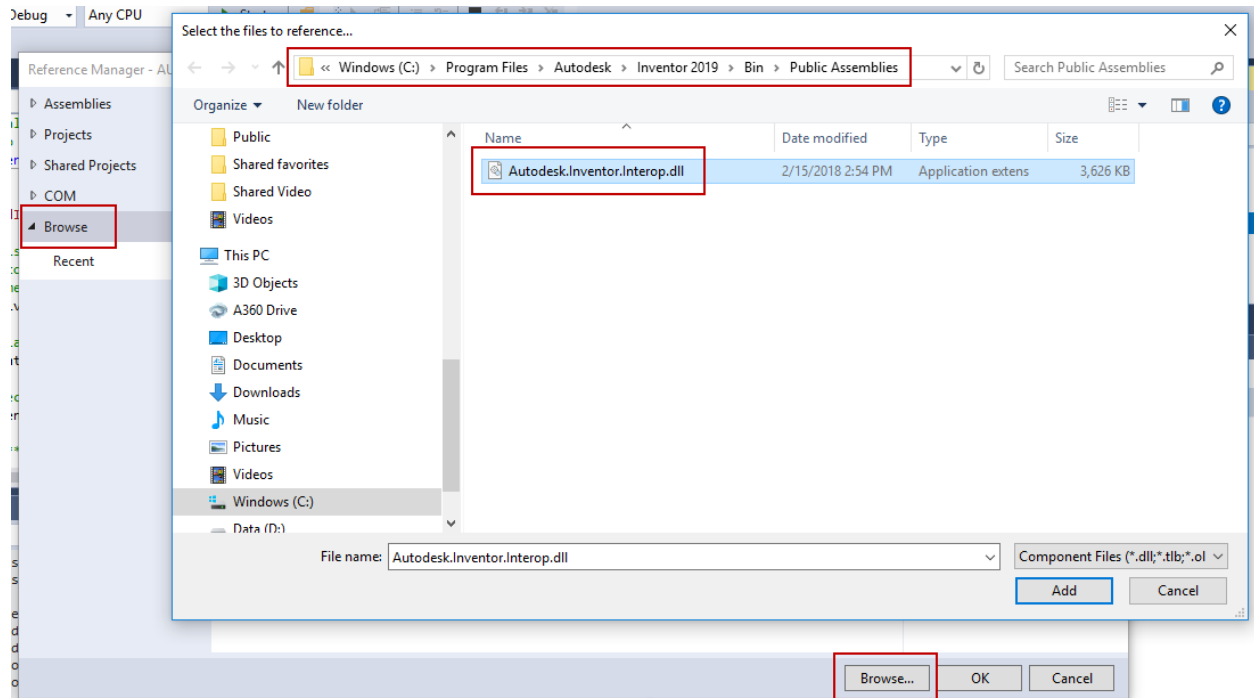 Debug Any CPU
Select the files to reference...
Reference Manager - AU
« Windows (C:) › Program Files › Autodesk › Inventor 2019 › Bin › Public Assemblies
Search Public Assemblies
Assemblies
Projects
Shared Projects
COM
Browse
Recent
Organize
New folder
Public
Shared favorites
Shared Video
Videos
This PC
3D Objects
A360 Drive
Desktop
Documents
Downloads
Music
Pictures
Videos
Windows (C:)
Data (D:)
Name Date modified Type Size
Autodesk.Inventor.Interop.dll 2/15/2018 2:54 PM Application extens 3,626 KB
File name: Autodesk.Inventor.Interop.dll Component Files (*.dll;*.tlb;*.ol
Add Cancel
Browse... OK Cancel